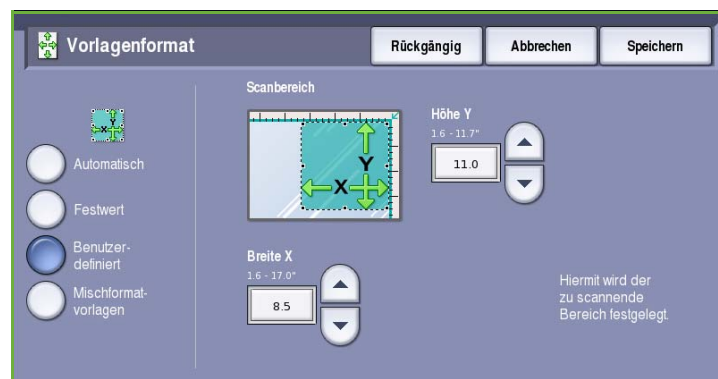 Vorlagenformat
Rückgängig
Abbrechen
Speichern
Automatisch
Festwert
Benutzer-
definiert
Mischformat-
vorlagen
Scanbereich
Y
X
Höhe Y
1.6 - 11.7"
11.0
Breite X
1.6 - 17.0"
8.5
Hiermit wird der
zu scannende
Bereich festgelegt.